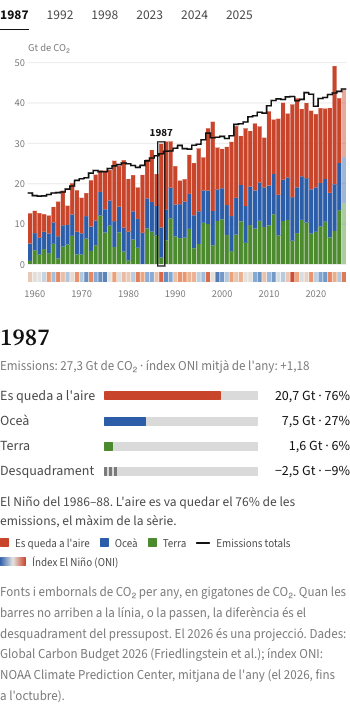 1987 1992 1998 2023 2024 2025
Gt de CO₂
50
40
30
20
10
0
1987
1960 1970 1980 1990 2000 2010 2020
1987
Emissions: 27,3 Gt de CO₂ · índex ONI mitjà de l'any: +1,18
Es queda a l'aire 20,7 Gt · 76%
Oceà 7,5 Gt · 27%
Terra 1,6 Gt · 6%
Desquadrament −2,5 Gt · −9%
El Niño del 1986–88. L'aire es va quedar el 76% de les
emissions, el màxim de la sèrie.
Es queda a l'aire Oceà Terra Emissions totals
Índex El Niño (ONI)
Fonts i embornals de CO₂ per any, en gigatones de CO₂. Quan les
barres no arriben a la línia, o la passen, la diferència és el
desquadrament del pressupost. El 2026 és una projecció. Dades:
Global Carbon Budget 2026 (Friedlingstein et al.); índex ONI:
NOAA Climate Prediction Center, mitjana de l'any (el 2026, fins
a l'octubre).